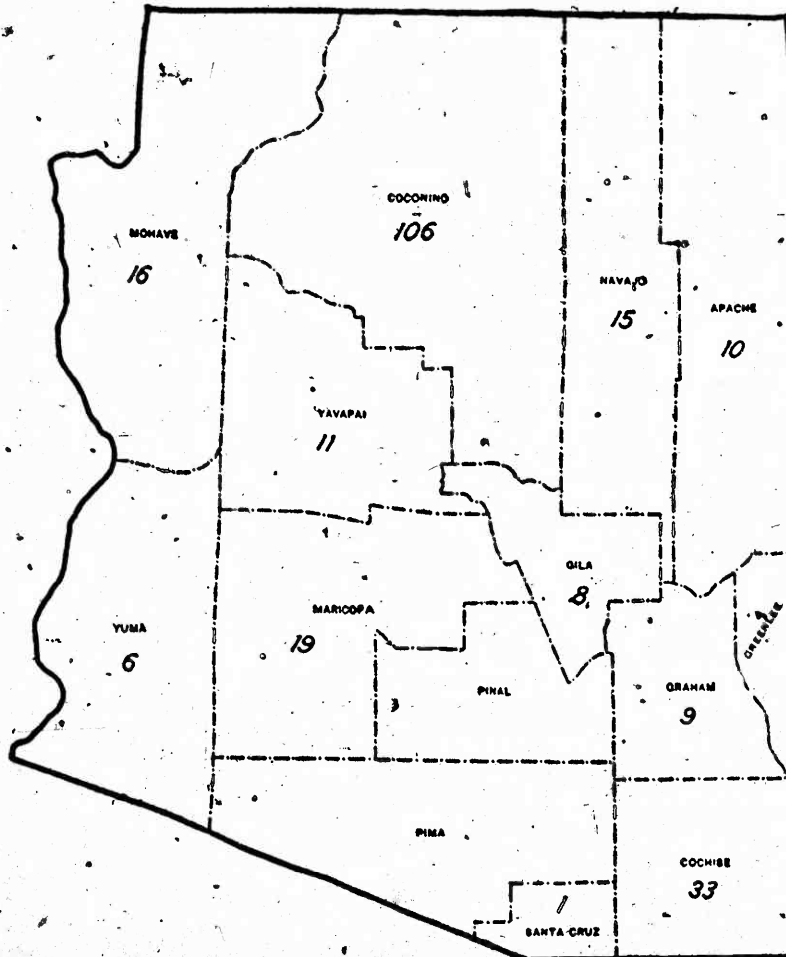 COCONINO
106
MOHAVE
16
NAVAJO
15
APACHE
10
YAVAPAI
11
GILA
8
MARICOPA
19
YUMA
6
PINAL
GREENLEE
GRAHAM
9
PIMA
COCHISE
33
1
SANTA CRUZ